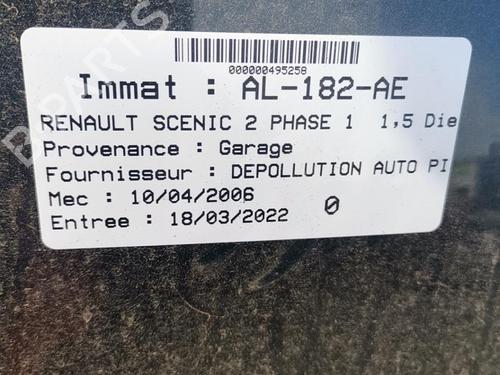 000000495258
Immat : AL-182-AE
RENAULT SCENIC 2 PHASE 1 1,5 Die
Provenance : Garage
Fournisseur : DEPOLLUTION AUTO PI
Mec : 10/04/2006
Entree : 18/03/2022 0